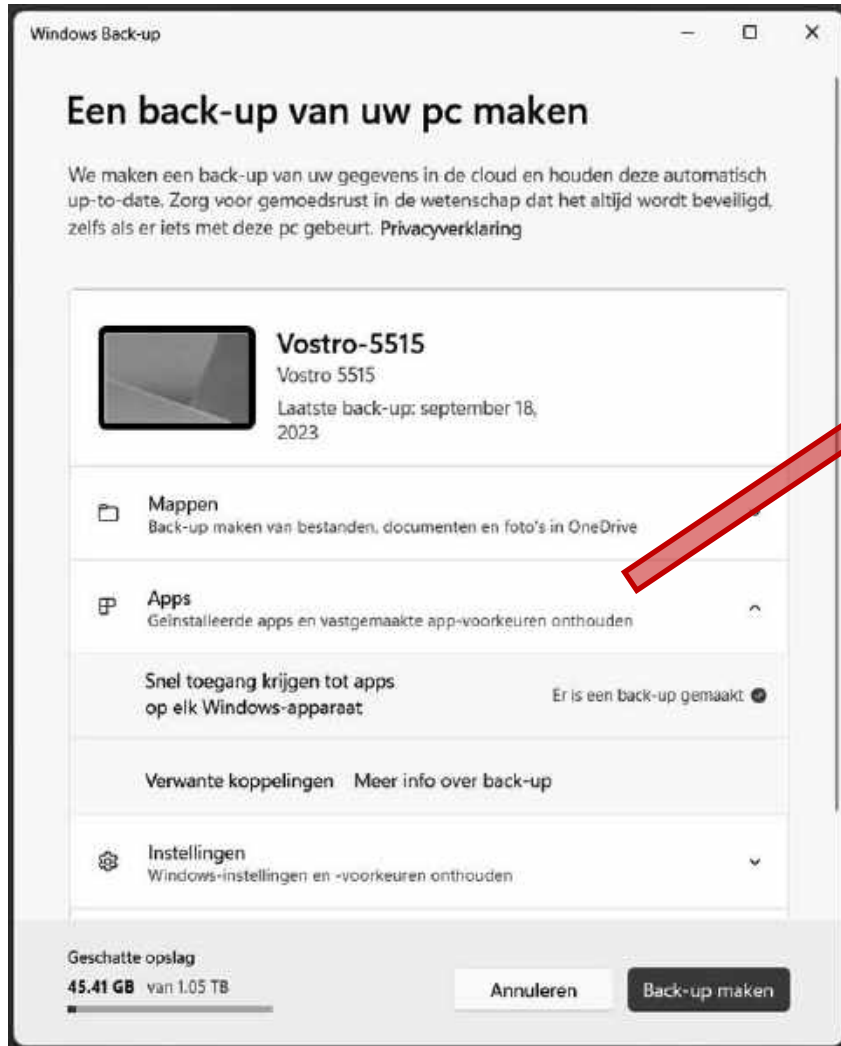 Windows Back-up
Een back-up van uw pc maken
We maken een back-up van uw gegevens in de cloud en houden deze automatisch
up-to-date. Zorg voor gemoedsrust in de wetenschap dat het altijd wordt beveiligd,
zelfs als er iets met deze pc gebeurt. Privacyverklaring
Vostro-5515
Vostro 5515
Laatste back-up: september 18,
2023
Mappen
Back-up maken van bestanden, documenten en foto's in OneDrive
Apps
Geïnstalleerde apps en vastgemaakte app-voorkeuren onthouden
Snel toegang krijgen tot apps
op elk Windows-apparaat
Er is een back-up gemaakt
Verwante koppelingen Meer info over back-up
Instellingen
Windows-instellingen en -voorkeuren onthouden
Geschatte opslag
45.41 GB van 1.05 TB
Annuleren
Back-up maken